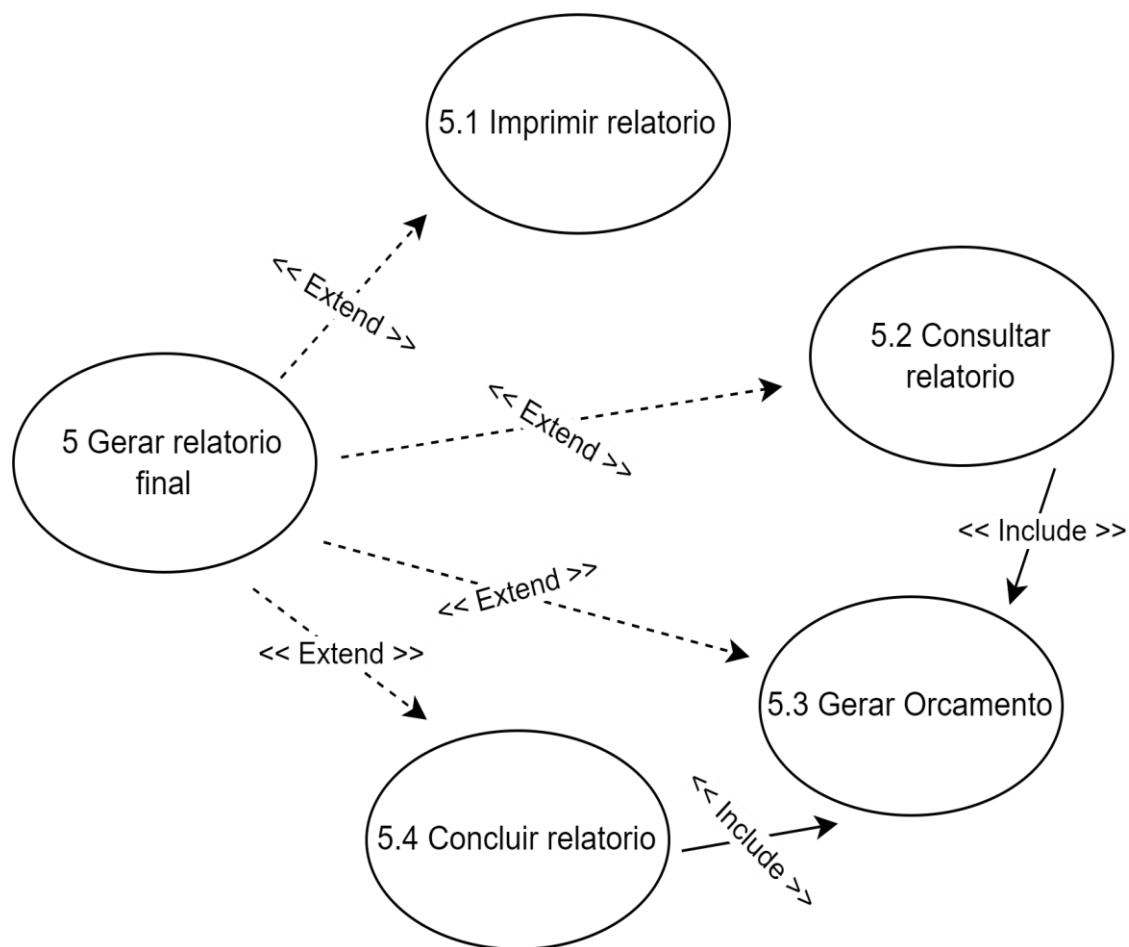 5.1 Imprimir relatorio
<< Extend >>
5.2 Consultar
relatorio
<< Extend >>
5 Gerar relatorio
final
<< Include >>
<< Extend >>
<< Extend >>
5.3 Gerar Orcamento
5.4 Concluir relatorio
<< Include >>